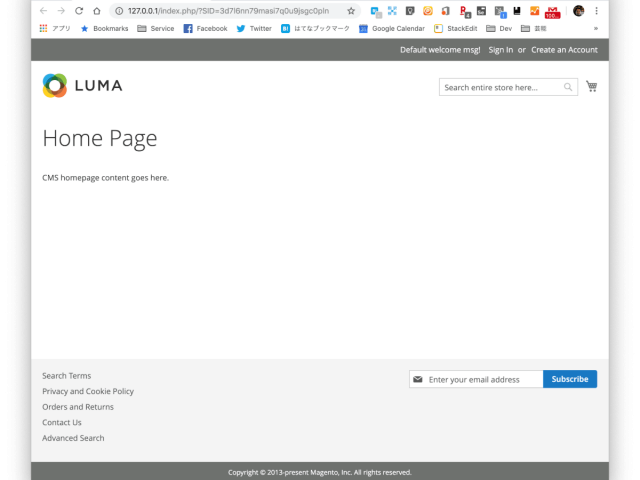 127.0.0.1/index.php/?SID=3d7l6nn79masi7q0u9jsgc0pln
アプリ Bookmarks Service Facebook Twitter はてなブックマーク Google Calendar StackEdit Dev 芸能 »
Default welcome msg! Sign In or Create an Account
LUMA
Search entire store here...
Home Page
CMS homepage content goes here.
Search Terms
Privacy and Cookie Policy
Orders and Returns
Contact Us
Advanced Search
Enter your email address Subscribe
Copyright © 2013-present Magento, Inc. All rights reserved.